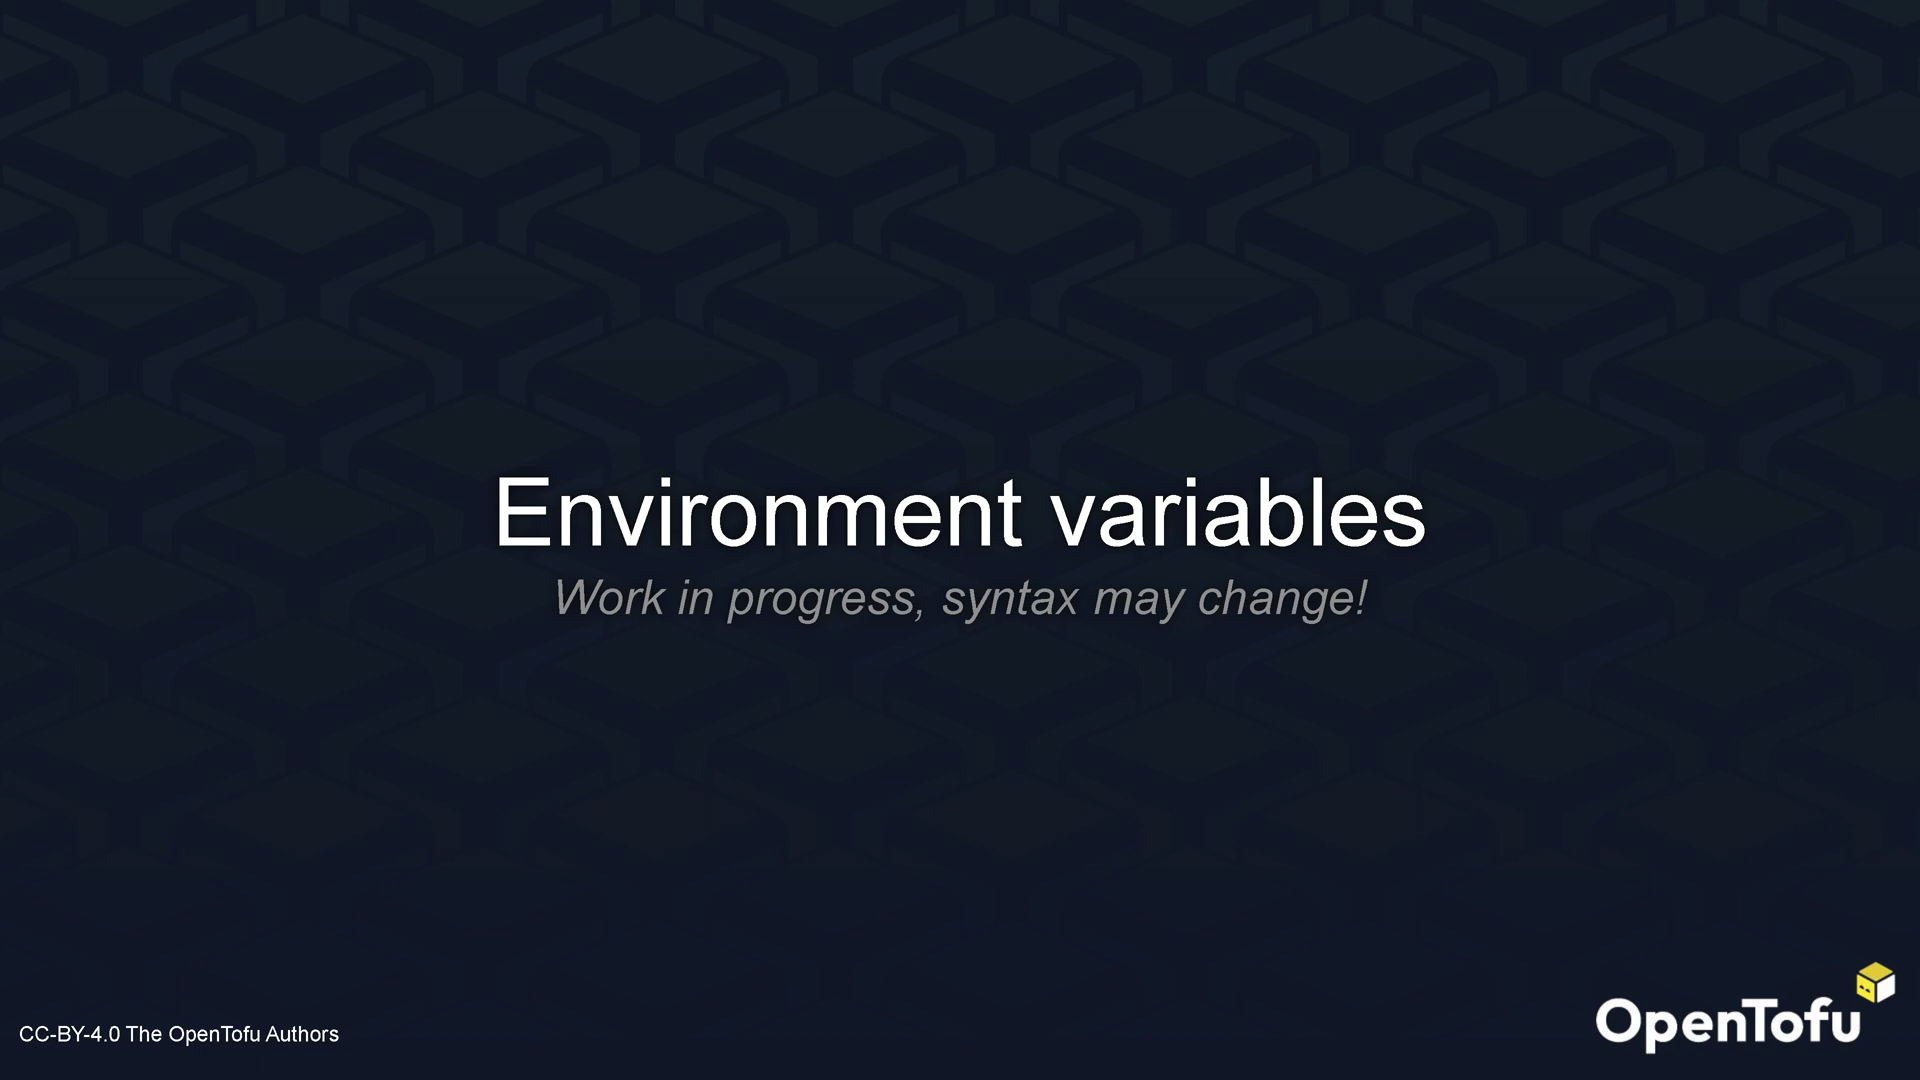 Environment variables
Work in progress, syntax may change!
CC-BY-4.0 The OpenTofu Authors
OpenTofu